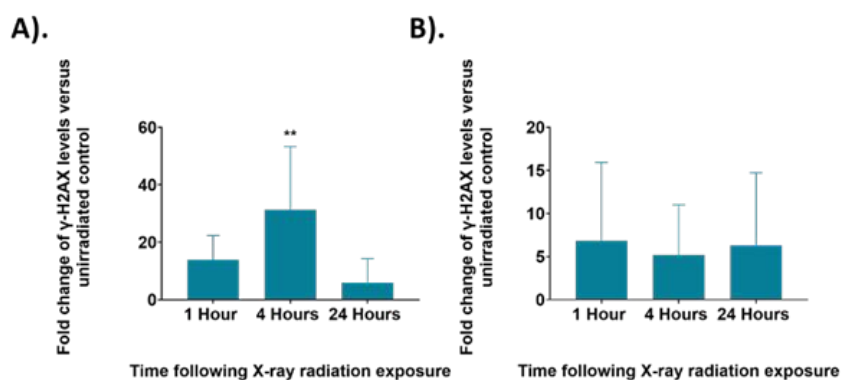 A).
Fold change of γ-H2AX levels versus
unirradiated control
60
40
20
0
**
1 Hour 4 Hours 24 Hours
Time following X-ray radiation exposure
B).
Fold change of γ-H2AX levels versus
unirradiated control
20
15
10
5
0
1 Hour 4 Hours 24 Hours
Time following X-ray radiation exposure